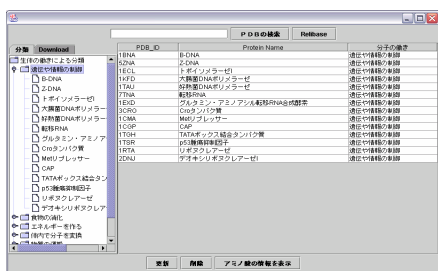 PDBの検索 Relibase
分類 Download
生体の働きによる分類
遺伝や情報の制御
B-DNA
Z-DNA
トポイソメラーゼI
大腸菌DNAポリメラーゼ
好熱菌DNAポリメラーゼ
転移RNA
グルタミン・アミノア
Croタンパク質
Metリプレッサー
CAP
TATAボックス結合タン
p53腫瘍抑制因子
リボヌクレアーゼ
デオキシリボヌクレア
食物の消化
エネルギーを作る
体内で分子を変換
PDB_ID Protein Name 分子の働き
1BNA B-DNA 遺伝や情報の制御
5ZNA Z-DNA 遺伝や情報の制御
1ECL トポイソメラーゼI 遺伝や情報の制御
1KFD 大腸菌DNAポリメラーゼ 遺伝や情報の制御
1TAU 好熱菌DNAポリメラーゼ 遺伝や情報の制御
7TNA 転移RNA 遺伝や情報の制御
1EXD グルタミン・アミノアシル転移RNA合成酵素 遺伝や情報の制御
3CRO Croタンパク質 遺伝や情報の制御
1CMA Metリプレッサー 遺伝や情報の制御
1CGP CAP 遺伝や情報の制御
1TGH TATAボックス結合タンパク質 遺伝や情報の制御
1TSR p53腫瘍抑制因子 遺伝や情報の制御
1RTA リボヌクレアーゼ 遺伝や情報の制御
2DNJ デオキシリボヌクレアーゼI 遺伝や情報の制御
更新 削除 アミノ酸の情報を表示